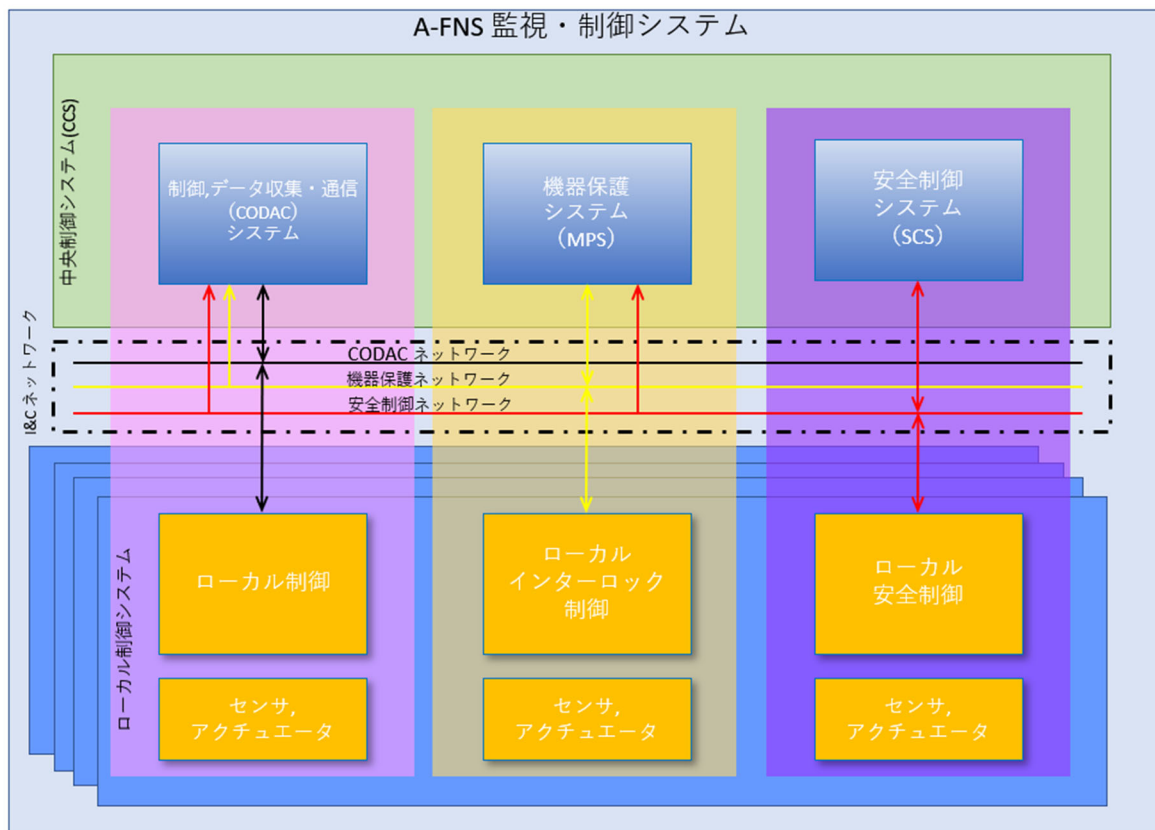 A-FNS 監視・制御システム
中央制御システム(CCS)
制御,データ収集・通信
（CODAC）
システム
機器保護
システム
（MPS）
安全制御
システム
（SCS）
I&Cネットワーク
CODAC ネットワーク
機器保護ネットワーク
安全制御ネットワーク
ローカル制御システム
ローカル制御
ローカル
インターロック
制御
ローカル
安全制御
センサ,
アクチュエータ
センサ,
アクチュエータ
センサ,
アクチュエータ